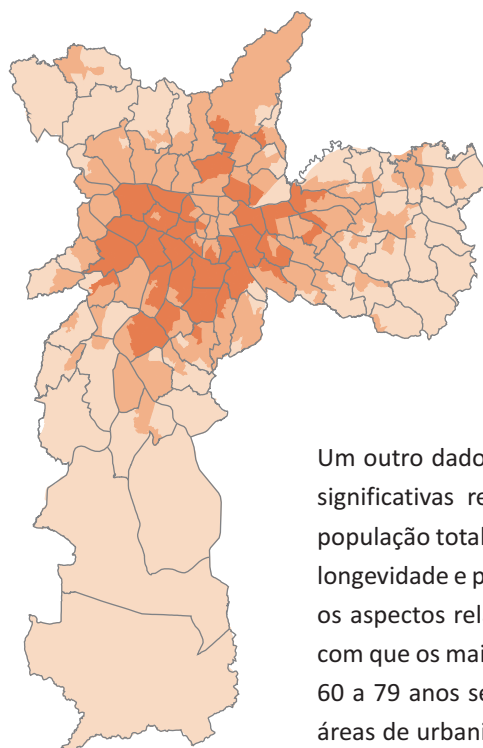 Um outro dado
significativas re
população total
longevidade e p
os aspectos rel
com que os mai
60 a 79 anos se
áreas de urbani